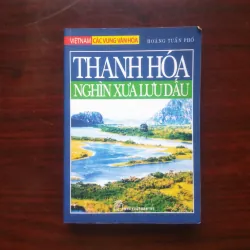 VIỆT NAM CÁC VÙNG VĂN HÓA
HOÀNG TUẤN PHỔ
THANH HÓA
NGHÌN XƯA LƯU DẤU